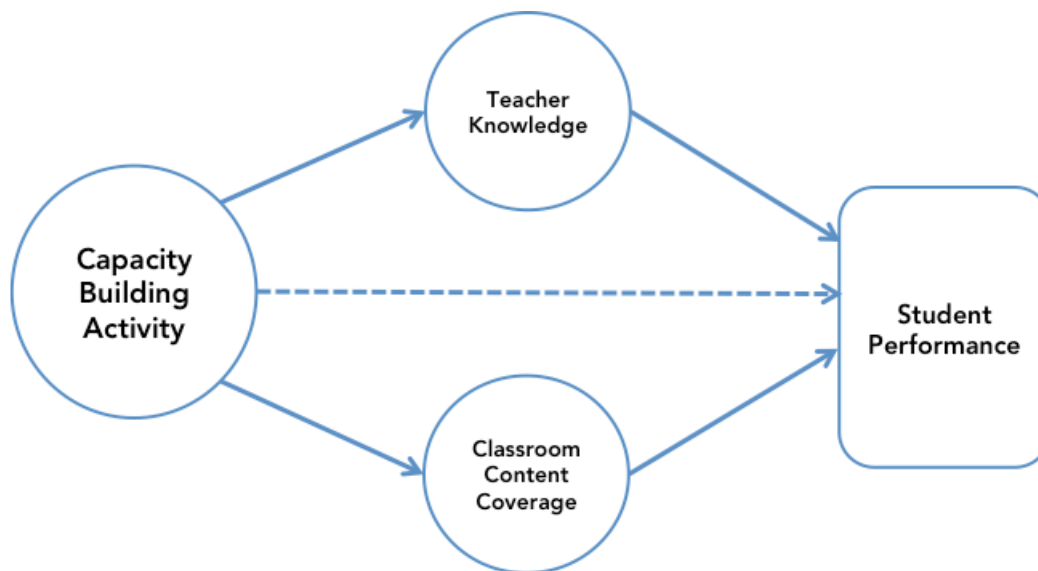 Teacher
Knowledge
Capacity
Building
Activity
Student
Performance
Classroom
Content
Coverage